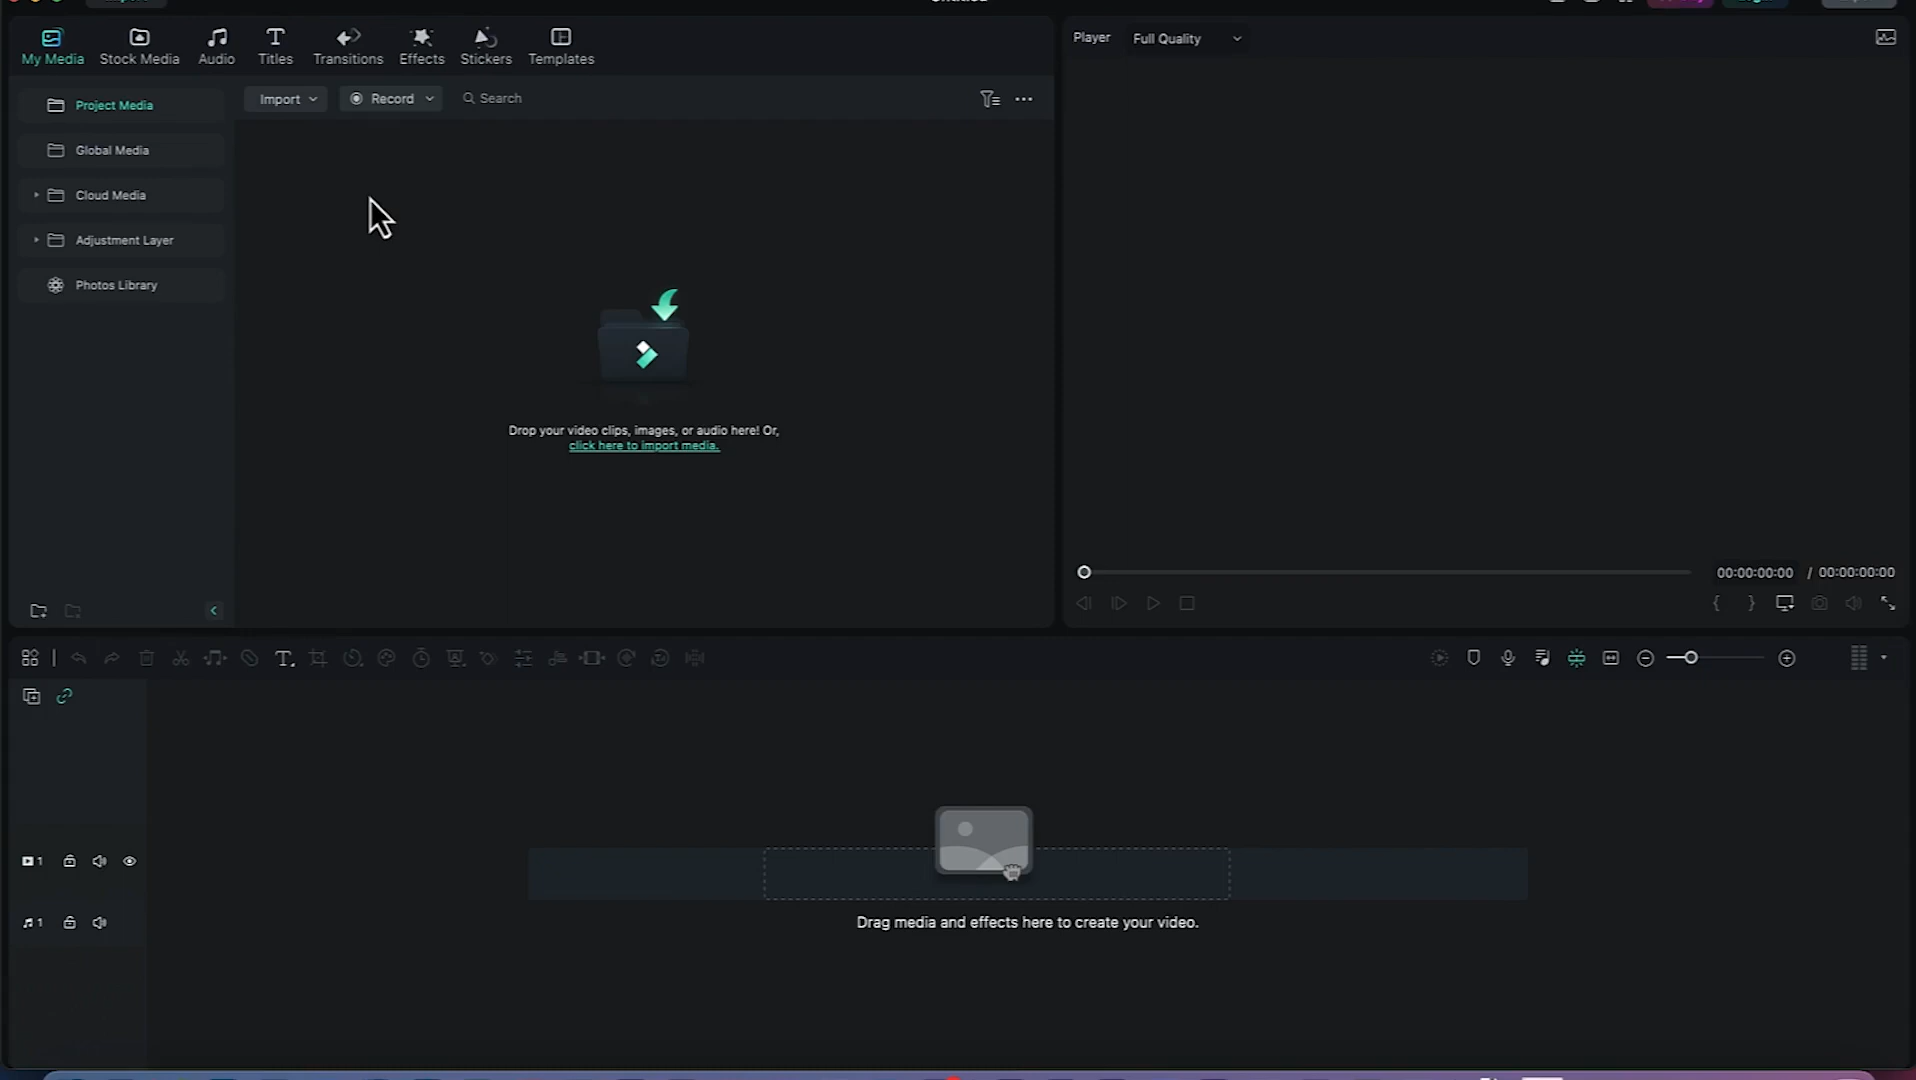 Untitled
My Media
Stock Media
Audio
Titles
Transitions
Effects
Stickers
Templates
Player
Full Quality
Project Media
Global Media
Cloud Media
Adjustment Layer
Photos Library
Import
Record
Search
Drop your video clips, images, or audio here! Or,
click here to import media.
00:00:00:00 / 00:00:00:00
1
1
Drag media and effects here to create your video.